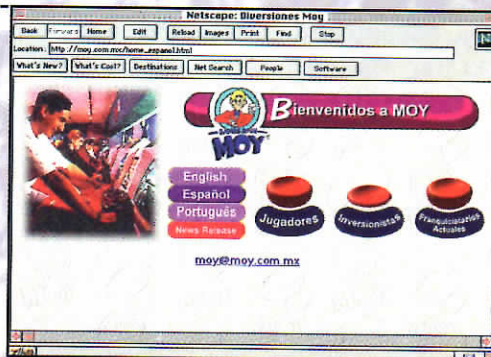 Netscape: Diversiones Moy
Back Forward Home Edit Reload Images Print Find Stop
N
Location: http://moy.com.mx/home_espanol.html
What's New? What's Cool? Destinations Net Search People Software
Bienvenidos a MOY
MOY
English
Español
Português
News Release
Jugadores
Inversionistas
Franquiciatarios
Actuales
moy@moy.com.mx